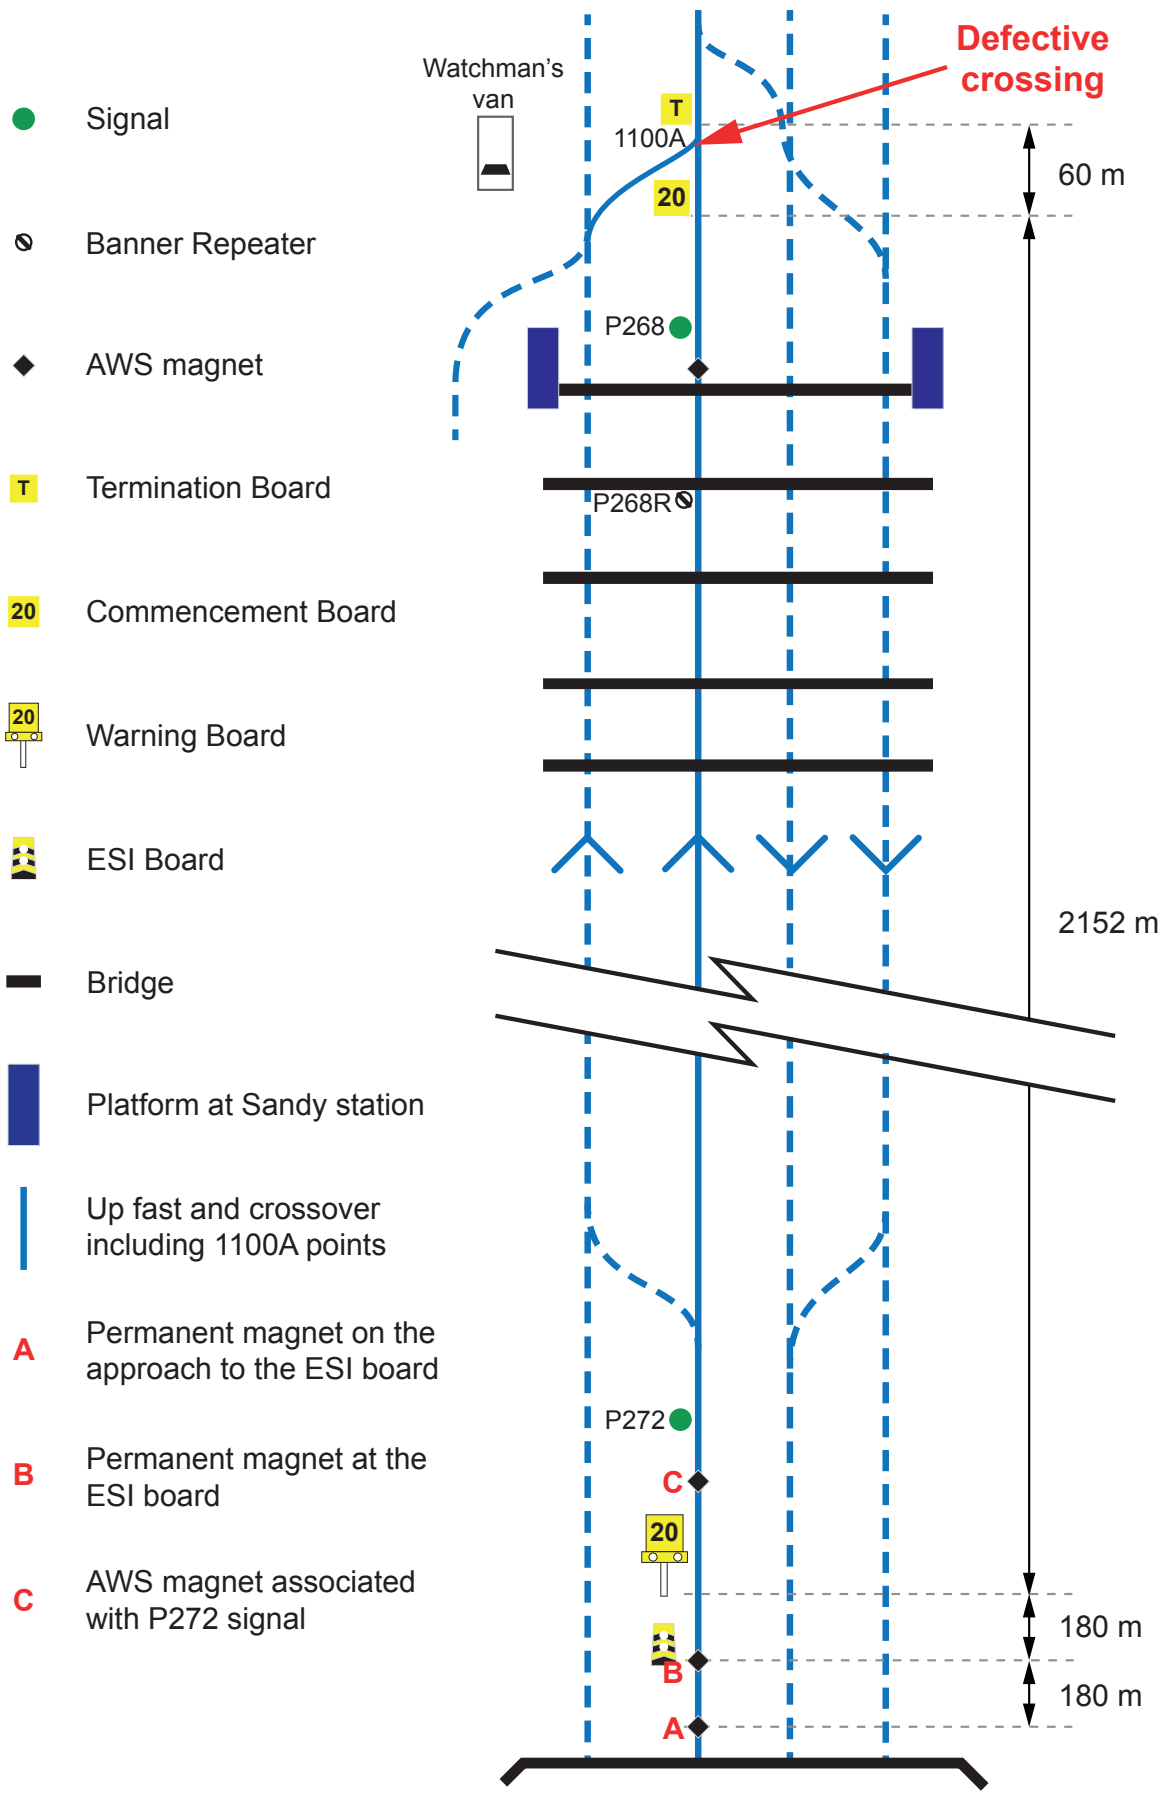 Signal
Banner Repeater
AWS magnet
T
Termination Board
20
Commencement Board
20
Warning Board
ESI Board
Bridge
Platform at Sandy station
Up fast and crossover
including 1100A points
A
Permanent magnet on the
approach to the ESI board
B
Permanent magnet at the
ESI board
C
AWS magnet associated
with P272 signal
Watchman's
van
Defective
crossing
T
1100A
60 m
20
P268
P268R
2152 m
P272
C
20
180 m
B
180 m
A